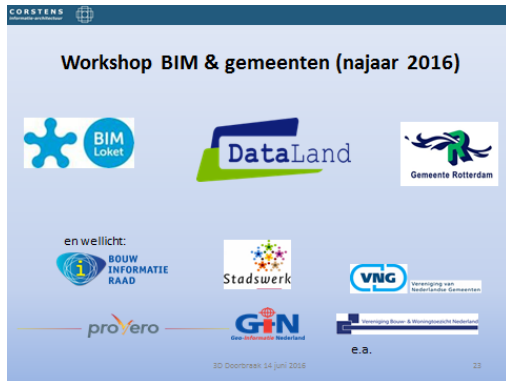 CORSTENS
informatie-architectuur
Workshop BIM & gemeenten (najaar 2016)
BIM
Loket
DataLand
Gemeente Rotterdam
en wellicht:
BOUW
INFORMATIE
RAAD
Stadswerk
VNG
Vereniging van
Nederlandse Gemeenten
proVero
GIN
Geo-Informatie Nederland
Vereniging Bouw- & Woningtoezicht Nederland
e.a.
3D Doorbraak 14 juni 2016
23